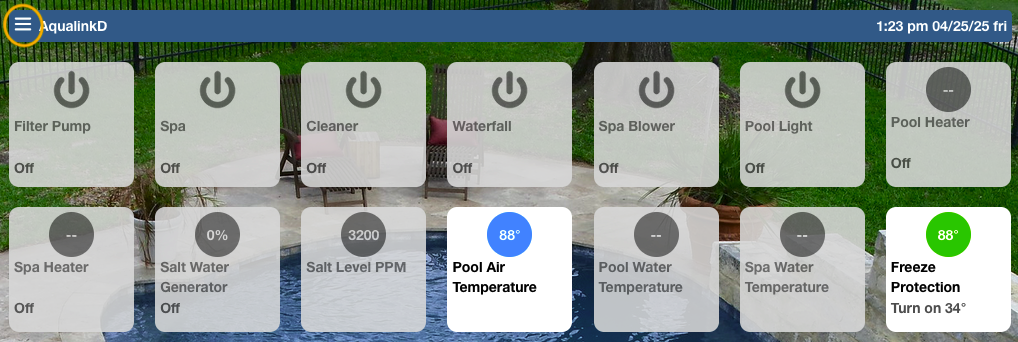 AqualinkD
1:23 pm 04/25/25 fri
Filter Pump
Off
Spa
Off
Cleaner
Off
Waterfall
Off
Spa Blower
Off
Pool Light
Off
--
Pool Heater
Off
--
Spa Heater
Off
0%
Salt Water
Generator
Off
3200
Salt Level PPM
88°
Pool Air
Temperature
--
Pool Water
Temperature
--
Spa Water
Temperature
88°
Freeze
Protection
Turn on 34°